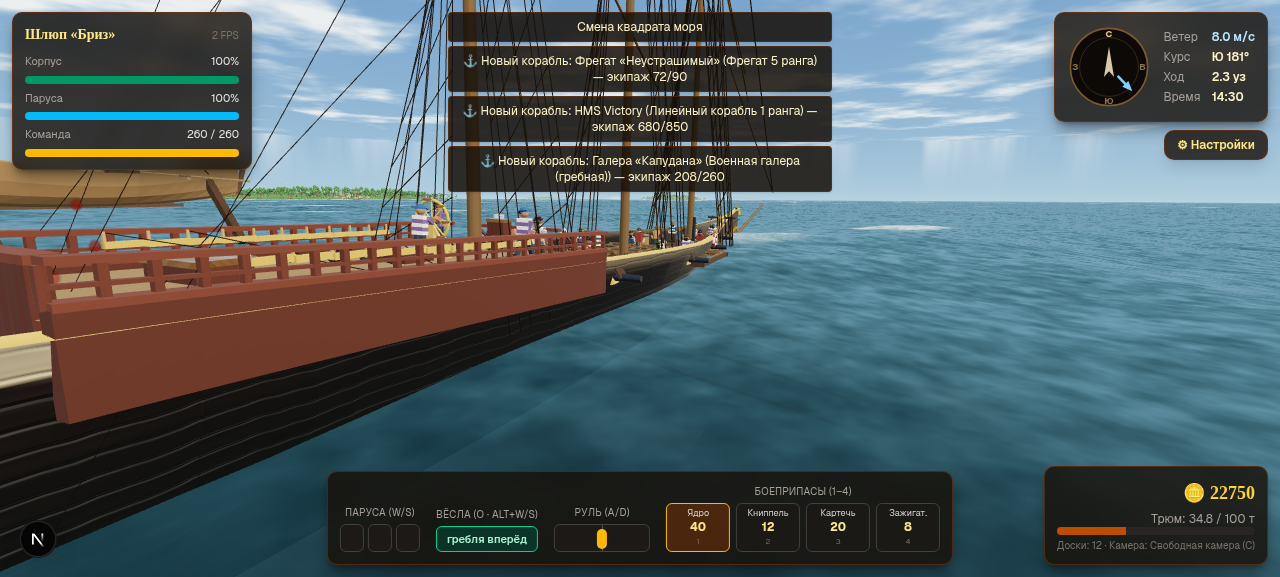 Шлюп «Бриз»
2 FPS
Корпус
100%
Паруса
100%
Команда
260 / 260
Смена квадрата моря
⚓ Новый корабль: Фрегат «Неустрашимый» (Фрегат 5 ранга)
— экипаж 72/90
⚓ Новый корабль: HMS Victory (Линейный корабль 1 ранга) —
экипаж 680/850
⚓ Новый корабль: Галера «Капудана» (Военная галера
(гребная)) — экипаж 208/260
С
З
В
Ю
Ветер 8.0 м/с
Курс Ю 181°
Ход 2.3 уз
Время 14:30
⚙ Настройки
ПАРУСА (W/S)
ВЁСЛА (O · ALT+W/S)
гребля вперёд
РУЛЬ (A/D)
БОЕПРИПАСЫ (1–4)
Ядро
40
1
Книппель
12
2
Картечь
20
3
Зажигат.
8
4
🪙 22750
Трюм: 34.8 / 100 т
Доски: 12 · Камера: Свободная камера (C)
N